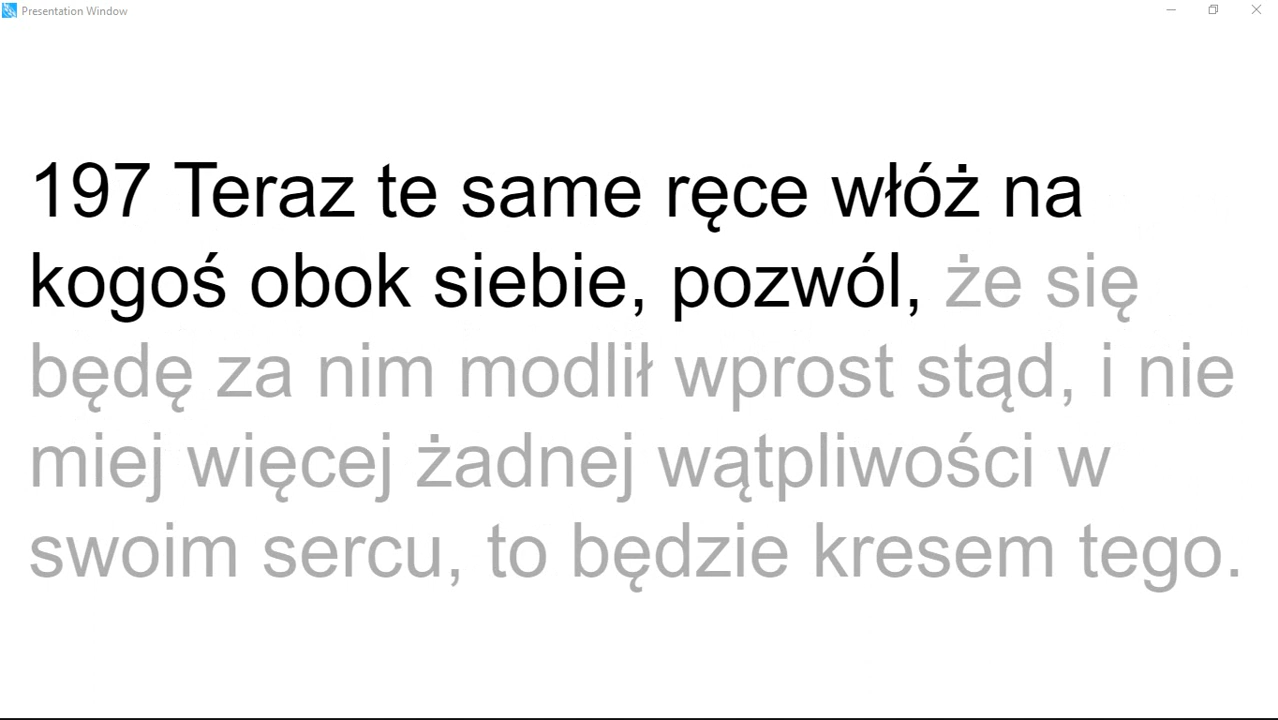 Presentation Window
197 Teraz te same ręce włóż na
kogoś obok siebie, pozwól, że się
będę za nim modlił wprost stąd, i nie
miej więcej żadnej wątpliwości w
swoim sercu, to będzie kresem tego.